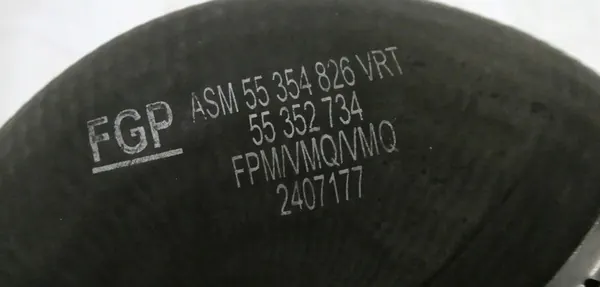 FGP
ASM 55 354 826 VRT
55 352 734
FPM/VMQ/VMQ
2407177